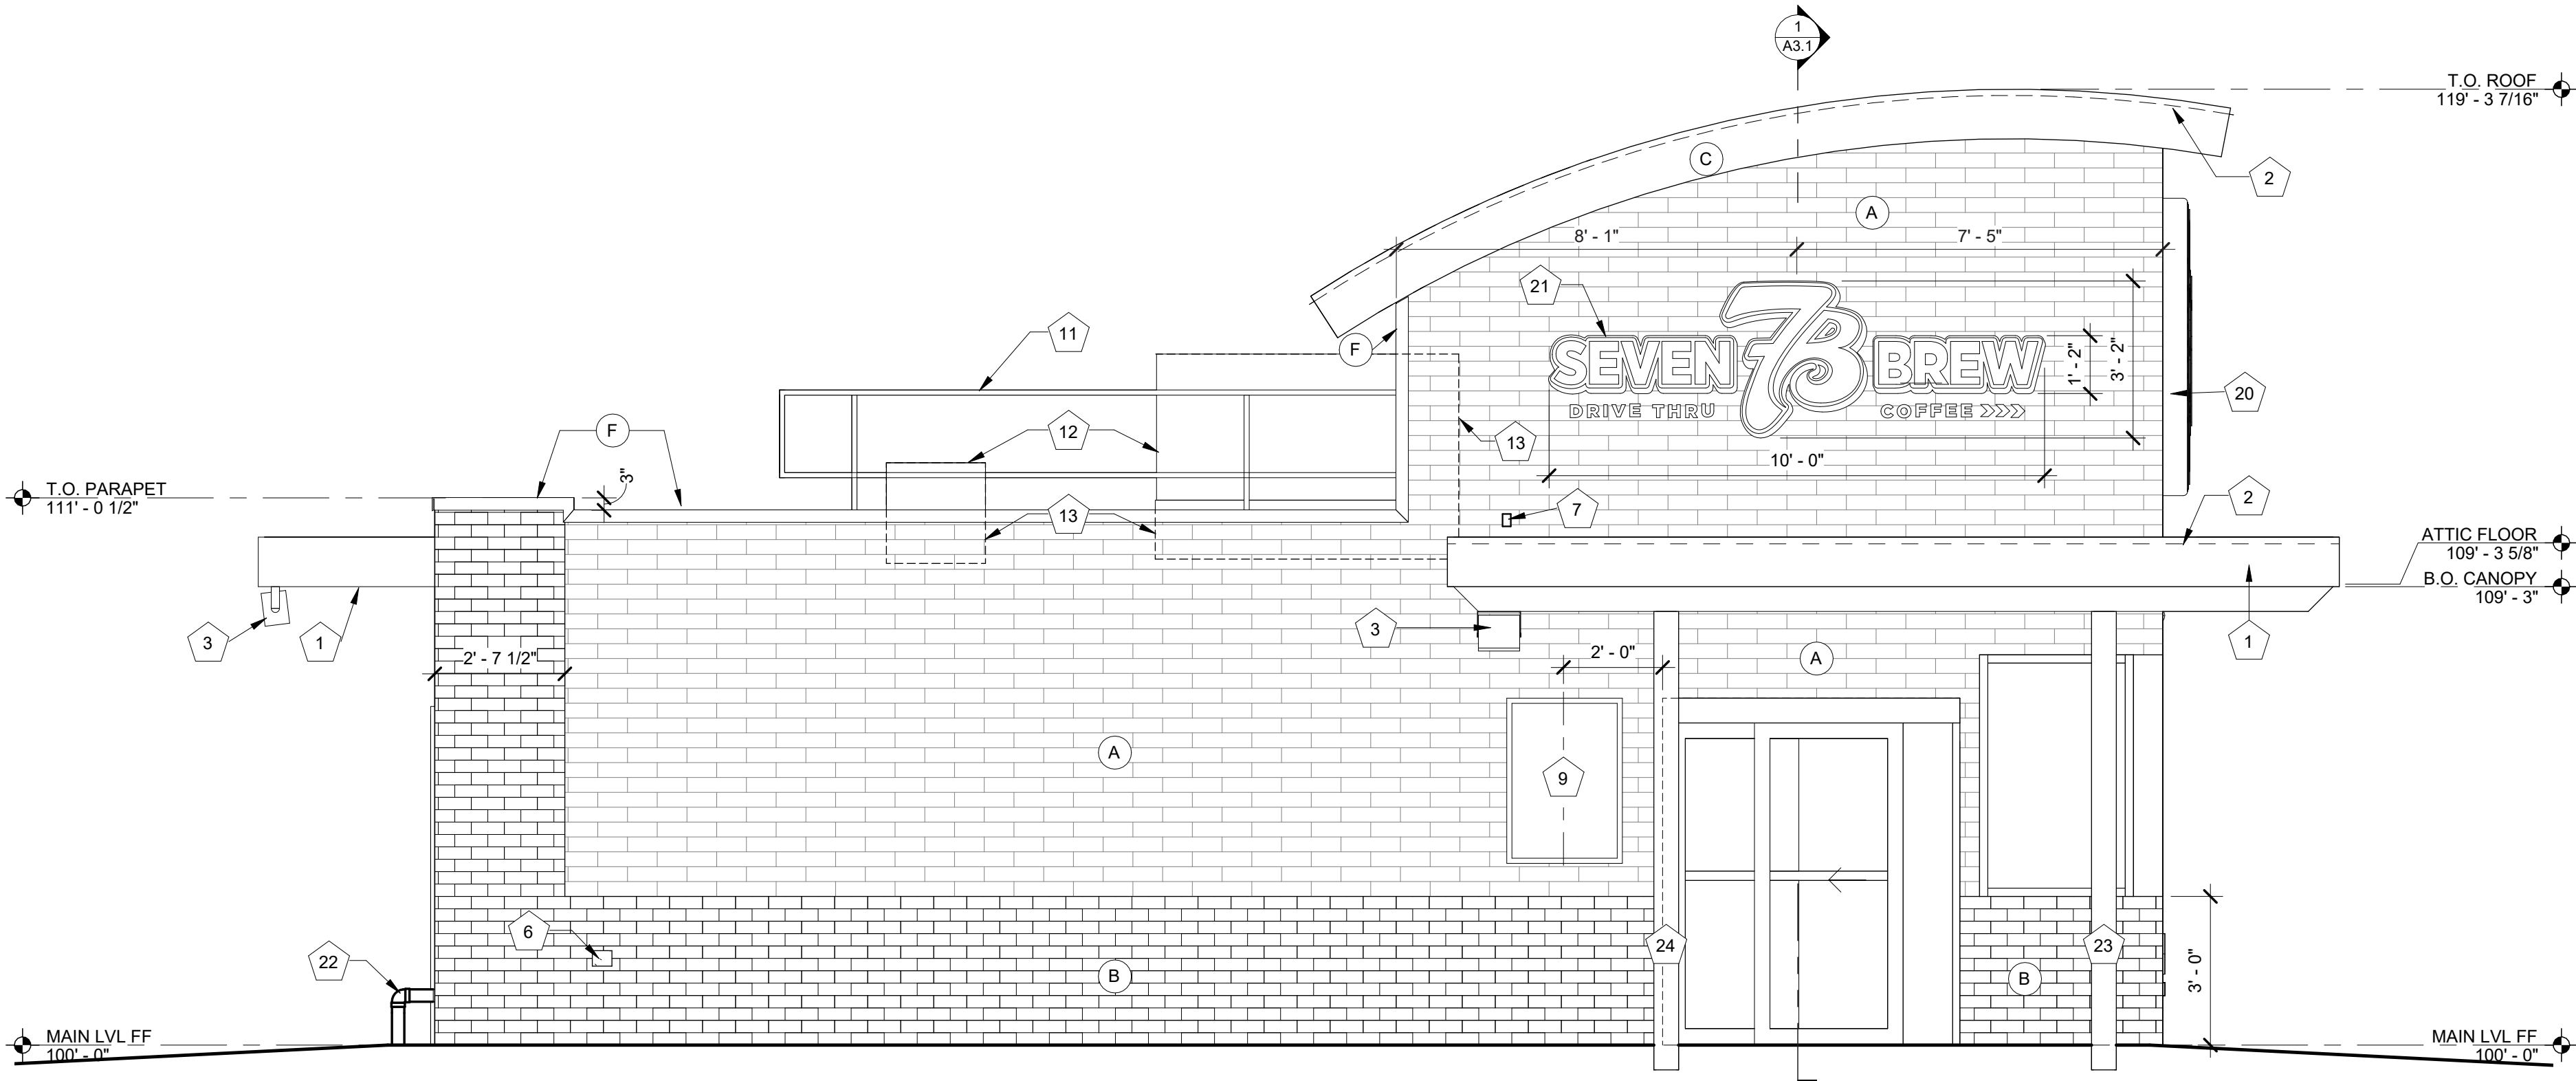 1
A3.1
T.O. ROOF
119' - 3 7/16"
C
2
A
8' - 1"
7' - 5"
21
11
F
SEVEN 7B BREW
DRIVE THRU
COFFEE >>>
1' - 2"
3' - 2"
20
F
12
13
3"
10' - 0"
T.O. PARAPET
111' - 0 1/2"
13
7
2
ATTIC FLOOR
109' - 3 5/8"
B.O. CANOPY
109' - 3"
3
1
3
1
2' - 7 1/2"
2' - 0"
A
A
9
6
24
23
22
B
B
3' - 0"
MAIN LVL FF
100' - 0"
MAIN LVL FF
100' - 0"